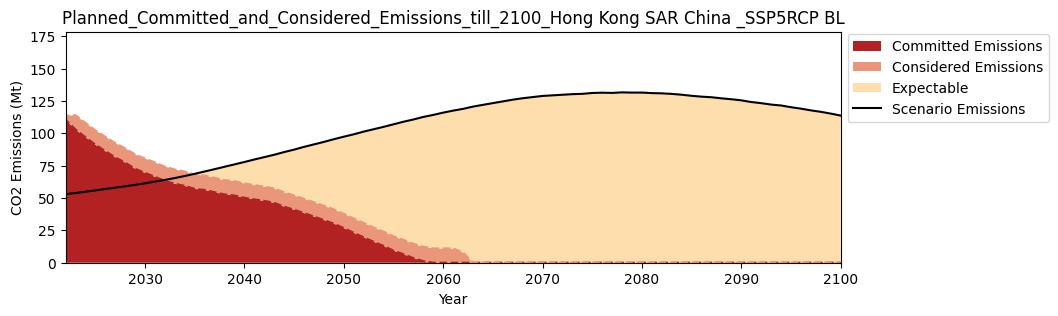 Planned_Committed_and_Considered_Emissions_till_2100_Hong Kong SAR China _SSP5RCP BL
175
150
125
100
75
50
25
0
CO2 Emissions (Mt)
2030
2040
2050
2060
2070
2080
2090
2100
Year
Committed Emissions
Considered Emissions
Expectable
Scenario Emissions